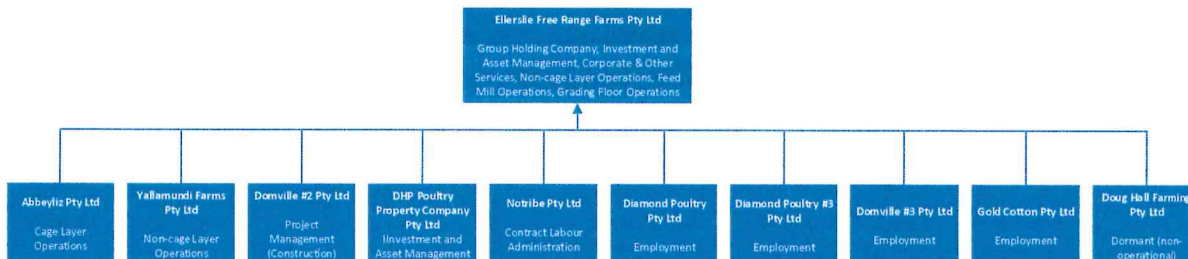 Ellerslie Free Range Farms Pty Ltd
Group Holding Company, Investment and
Asset Management, Corporate & Other
Services, Non-cage Layer Operations, Feed
Mill Operations, Grading Floor Operations
Abbeyliz Pty Ltd
Cage Layer
Operations
Yallamundi Farms
Pty Ltd
Non-cage Layer
Operations
Domville #2 Pty Ltd
Project
Management
(Construction)
DHP Poultry
Property Company
Pty Ltd
IInvestment and
Asset Management
Notribe Pty Ltd
Contract Labour
Administration
Diamond Poultry
Pty Ltd
Employment
Diamond Poultry #3
Pty Ltd
Employment
Domville #3 Pty Ltd
Employment
Gold Cotton Pty Ltd
Employment
Doug Hall Farming
Pty Ltd
Dormant (non-
operational)